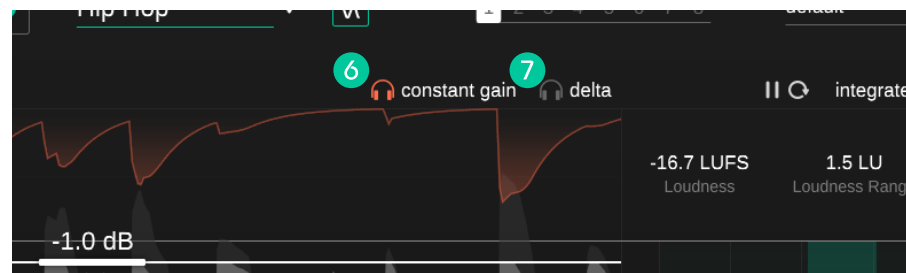 Hip Hop
1 2 3 4 5 6 7 8
default
6 constant gain 7 delta
integrate
-16.7 LUFS 1.5 LU
Loudness Loudness Rang
-1.0 dB